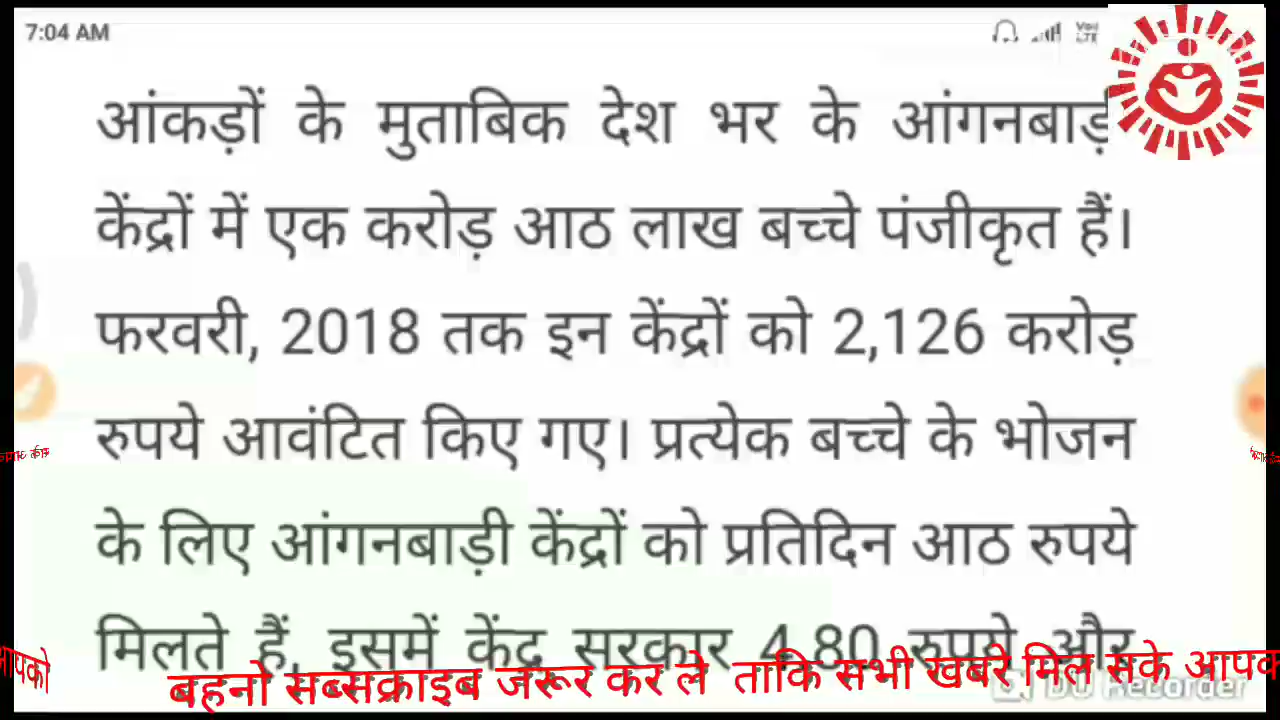 7:04 AM
आंकड़ों के मुताबिक देश भर के आंगनबाड़ी
केंद्रों में एक करोड़ आठ लाख बच्चे पंजीकृत हैं।
फरवरी, 2018 तक इन केंद्रों को 2,126 करोड़
रुपये आवंटित किए गए। प्रत्येक बच्चे के भोजन
के लिए आंगनबाड़ी केंद्रों को प्रतिदिन आठ रुपये
मिलते हैं, इसमें केंद्र सरकार 4.80 रुपये और
आपको
बहनो सब्सक्राइब जरूर कर ले ताकि सभी खबरे मिल सके आपक
DU Recorder